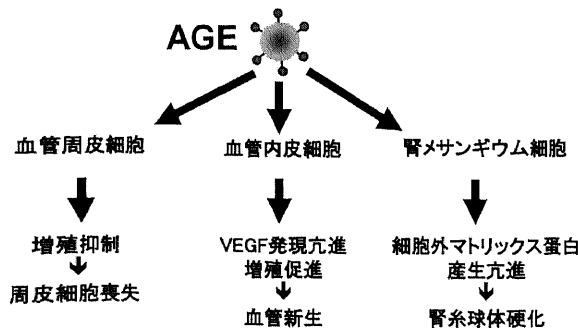 AGE
血管周皮細胞
血管内皮細胞
腎メサンギウム細胞
増殖抑制
周皮細胞喪失
VEGF発現亢進
増殖促進
血管新生
細胞外マトリックス蛋白
産生亢進
腎糸球体硬化